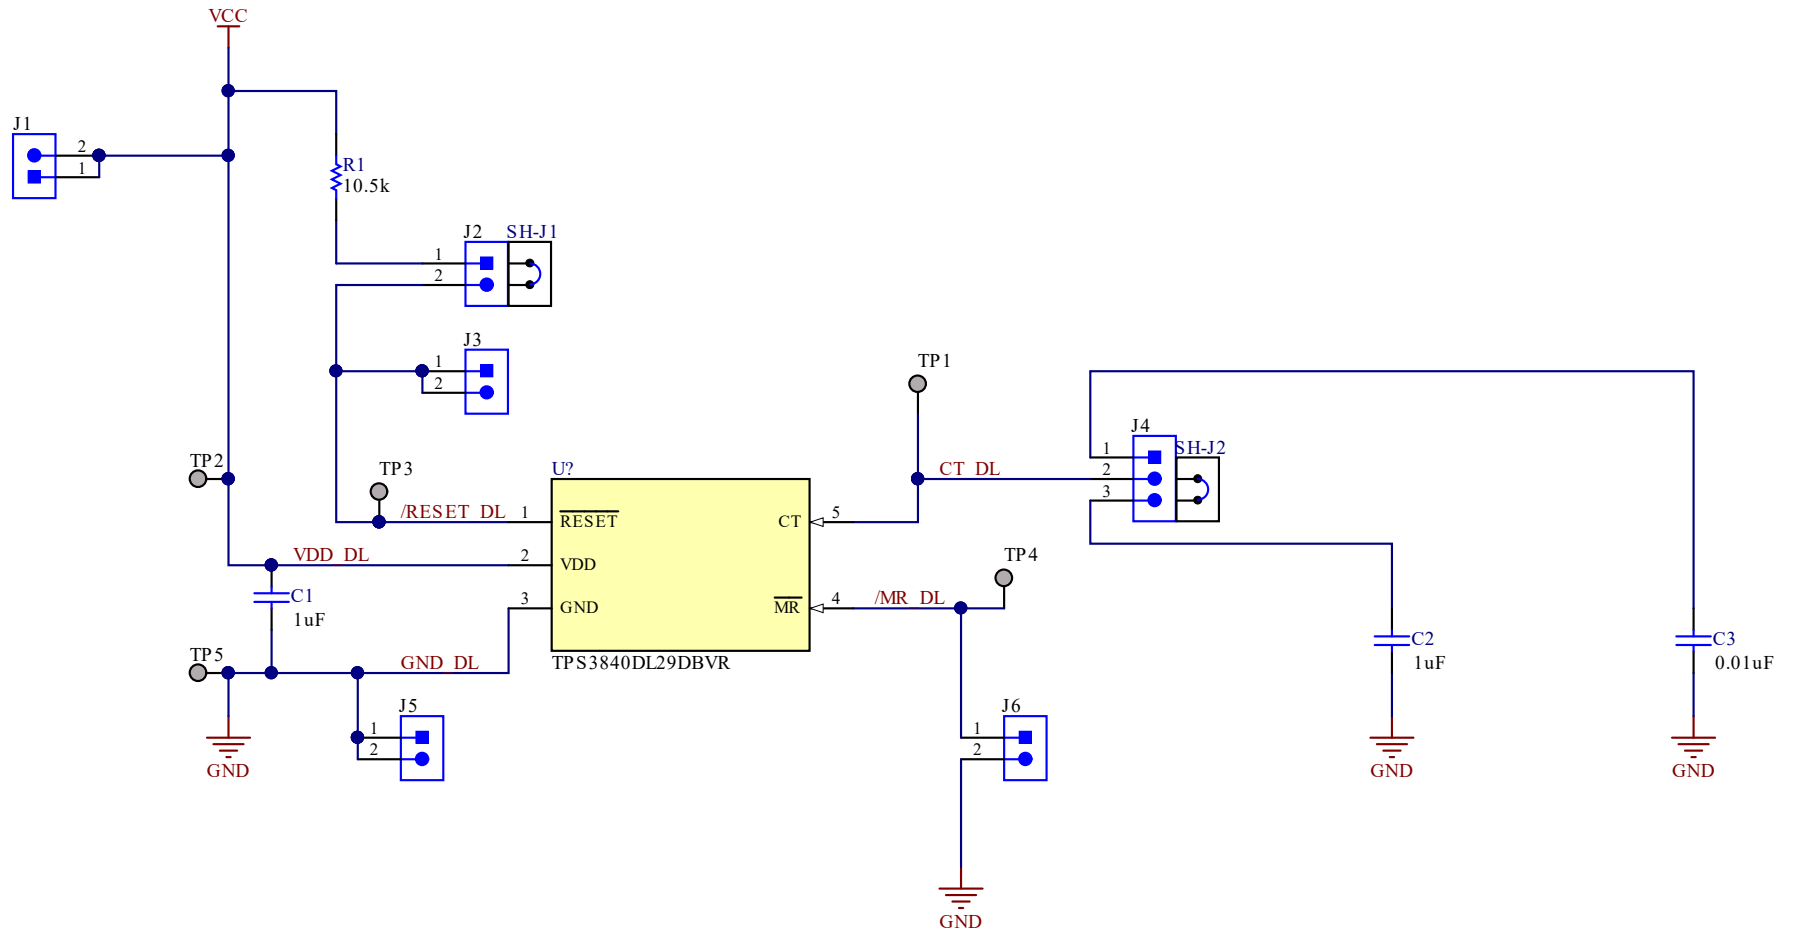 VCC
J1
2
1
R1
10.5k
J2 SH-J1
1
2
J3
1
2
TP1
J4
SH-J2
1
2
3
TP2
TP3
U?
CT_DL
/RESET_DL
1
RESET
CT
5
VDD_DL
2
VDD
TP4
C1
1uF
3
GND
MR
4
/MR_DL
TPS3840DL29DBVR
C2
1uF
C3
0.01uF
TP5
GND_DL
J5
1
2
GND
J6
1
2
GND
GND
GND